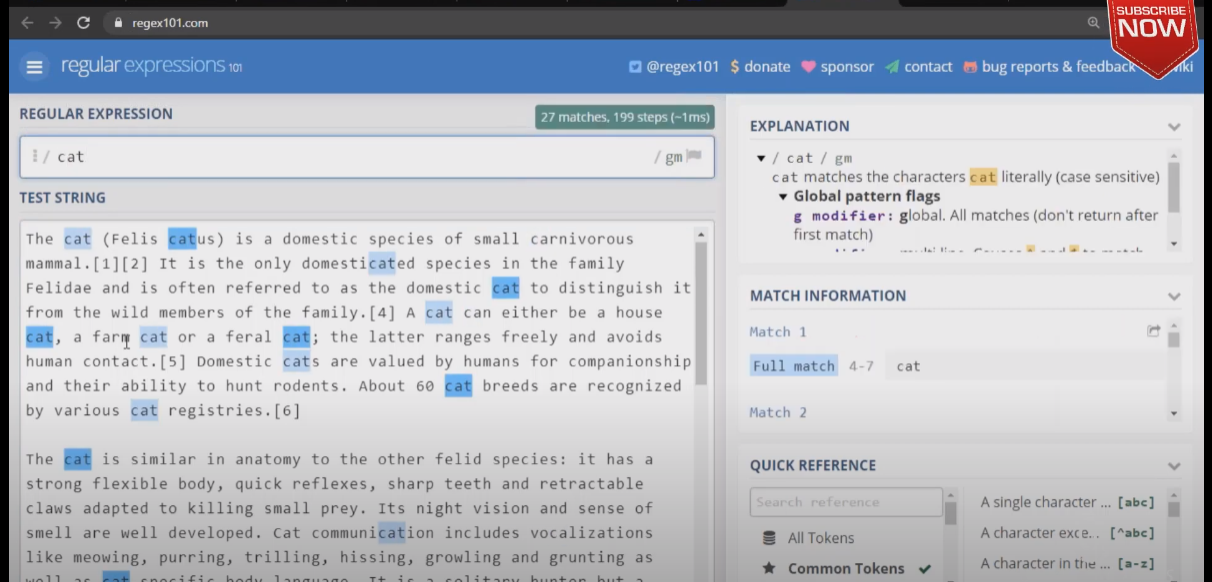 SUBSCRIBE
NOW
regex101.com
regular expressions 101
@regex101 $ donate sponsor contact bug reports & feedback
REGULAR EXPRESSION
27 matches, 199 steps (~1ms)
/ cat / gm
TEST STRING
The cat (Felis catus) is a domestic species of small carnivorous
mammal.[1][2] It is the only domesticated species in the family
Felidae and is often referred to as the domestic cat to distinguish it
from the wild members of the family.[4] A cat can either be a house
cat, a farm cat or a feral cat; the latter ranges freely and avoids
human contact.[5] Domestic cats are valued by humans for companionship
and their ability to hunt rodents. About 60 cat breeds are recognized
by various cat registries.[6]
The cat is similar in anatomy to the other felid species: it has a
strong flexible body, quick reflexes, sharp teeth and retractable
claws adapted to killing small prey. Its night vision and sense of
smell are well developed. Cat communication includes vocalizations
like meowing, purring, trilling, hissing, growling and grunting as
well as cat-specific body language. It is a solitary hunter but a
EXPLANATION
/ cat / gm
cat matches the characters cat literally (case sensitive)
Global pattern flags
g modifier: global. All matches (don't return after
first match)
MATCH INFORMATION
Match 1
Full match 4-7 cat
Match 2
QUICK REFERENCE
Search reference
All Tokens
Common Tokens
A single character ... [abc]
A character exce... [^abc]
A character in the ... [a-z]